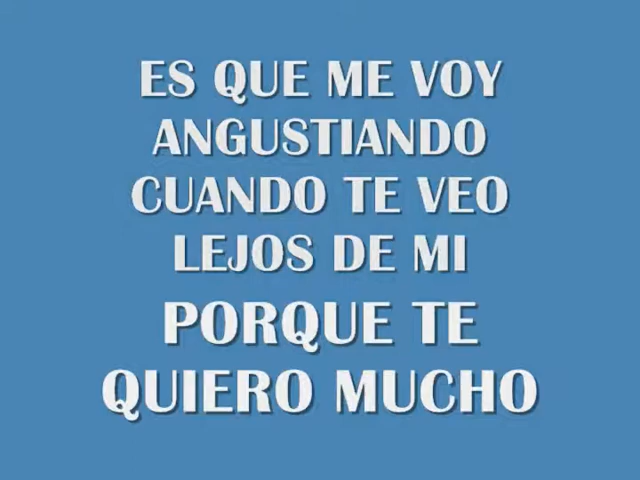 ES QUE ME VOY
ANGUSTIANDO
CUANDO TE VEO
LEJOS DE MI
PORQUE TE
QUIERO MUCHO